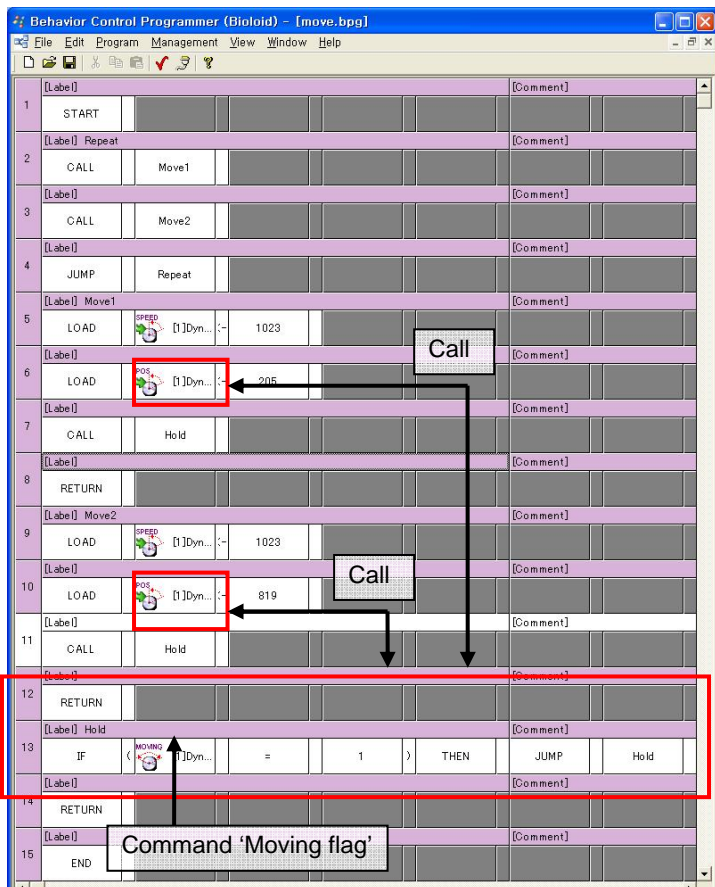 Behavior Control Programmer (Bioloid) - [move.bpg]
File Edit Program Management View Window Help
[Label] [Comment]
1 START
[Label] Repeat [Comment]
2 CALL Move1
[Label] [Comment]
3 CALL Move2
[Label] [Comment]
4 JUMP Repeat
[Label] Move1 [Comment]
5 LOAD SPEED [1]Dyn... <- 1023
Call
[Label] [Comment]
6 LOAD POS [1]Dyn... <- 205
[Label] [Comment]
7 CALL Hold
[Label] [Comment]
8 RETURN
[Label] Move2 [Comment]
9 LOAD SPEED [1]Dyn... <- 1023
Call
[Label] [Comment]
10 LOAD POS [1]Dyn... <- 819
[Label] [Comment]
11 CALL Hold
[Label] [Comment]
12 RETURN
[Label] Hold [Comment]
13 IF ( MOVING [1]Dyn... = 1 ) THEN JUMP Hold
[Label] [Comment]
14 RETURN
[Label] [Comment]
Command ‘Moving flag’
15 END